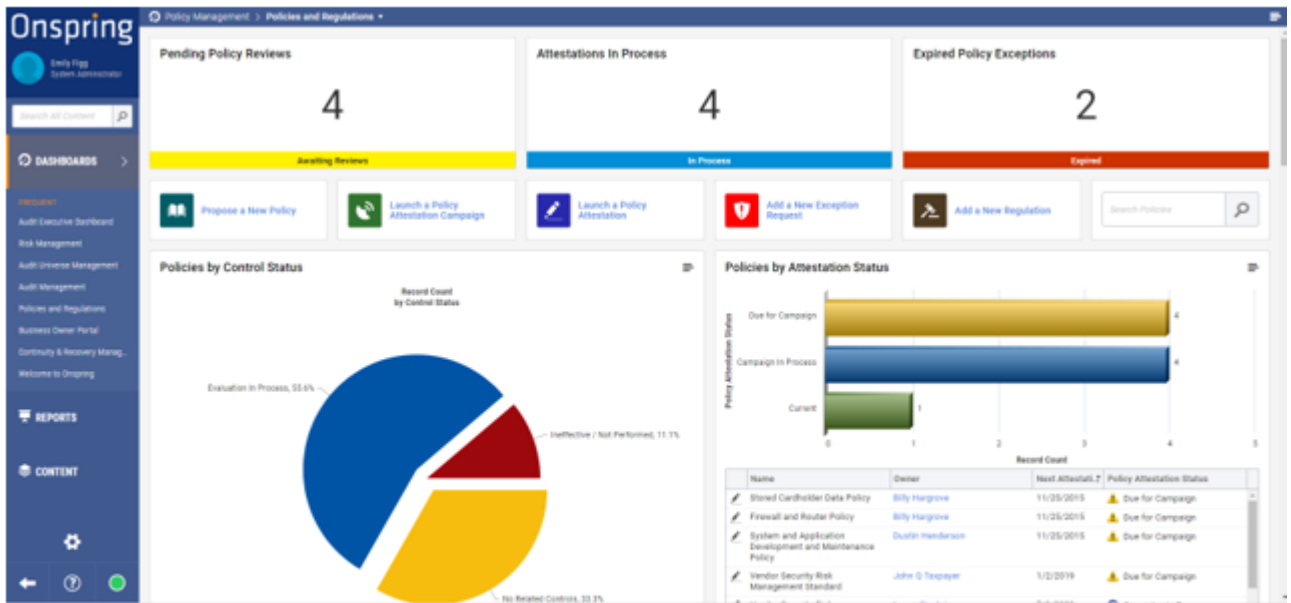 Onspring
Policy Management > Policies and Regulations
Emily Figg
System Administrator
Search All Content
DASHBOARDS
Audit Executive Dashboard
Risk Management
Audit Universe Management
Audit Management
Policies and Regulations
Business Owner Portal
Continuity & Recovery Manag...
Welcome to Onspring
REPORTS
CONTENT
Pending Policy Reviews
4
Awaiting Reviews
Attestations In Process
4
In Process
Expired Policy Exceptions
2
Expired
Propose a New Policy
Launch a Policy
Attestation Campaign
Launch a Policy
Attestation
Add a New Exception
Request
Add a New Regulation
Search Policies
Policies by Control Status
Record Count
by Control Status
Evaluation in Process, 55.6%
Ineffective / Not Performed, 11.1%
No Related Controls, 33.3%
Policies by Attestation Status
Policy Attestation Status
Due for Campaign
4
Campaign In Process
4
Current
1
0 1 2 3 4 5
Record Count
Name Owner Next Attestati.. Policy Attestation Status
Stored Cardholder Data Policy Billy Hargrove 11/25/2015 Due for Campaign
Firewall and Router Policy Billy Hargrove 11/25/2015 Due for Campaign
System and Application Dustin Henderson 11/25/2015 Due for Campaign
Development and Maintenance
Policy
Vendor Security Risk John Q Taxpayer 1/2/2019 Due for Campaign
Management Standard